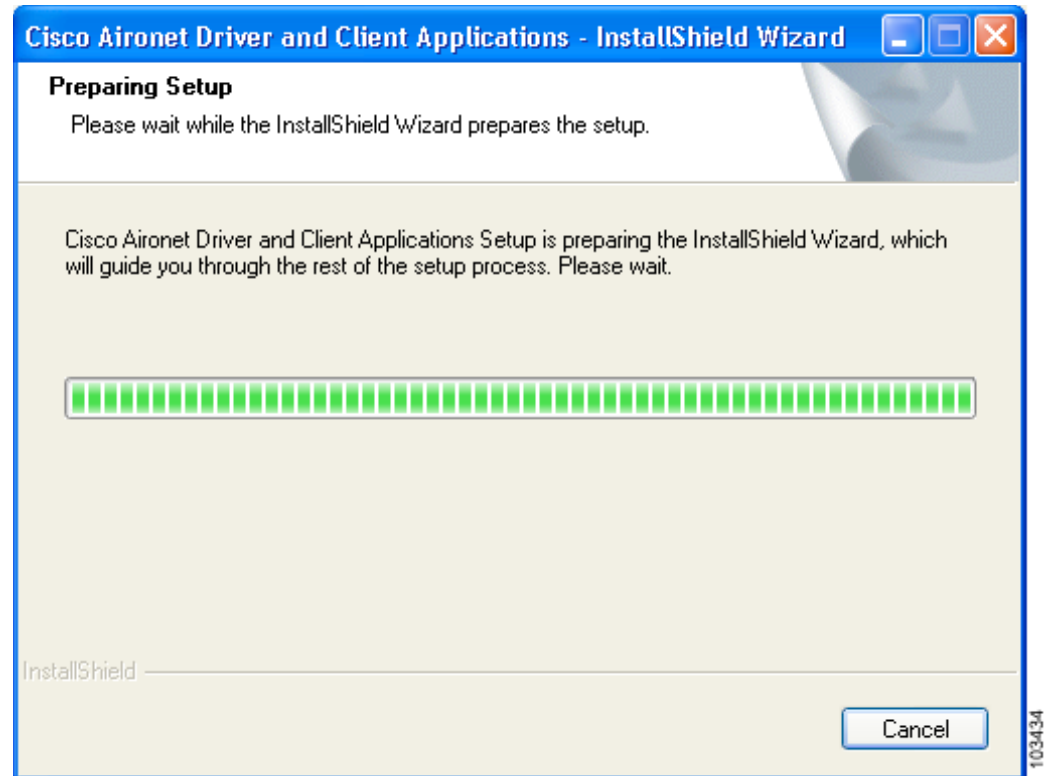 Cisco Aironet Driver and Client Applications - InstallShield Wizard
Preparing Setup
Please wait while the InstallShield Wizard prepares the setup.
Cisco Aironet Driver and Client Applications Setup is preparing the InstallShield Wizard, which
will guide you through the rest of the setup process. Please wait.
InstallShield
Cancel
103434